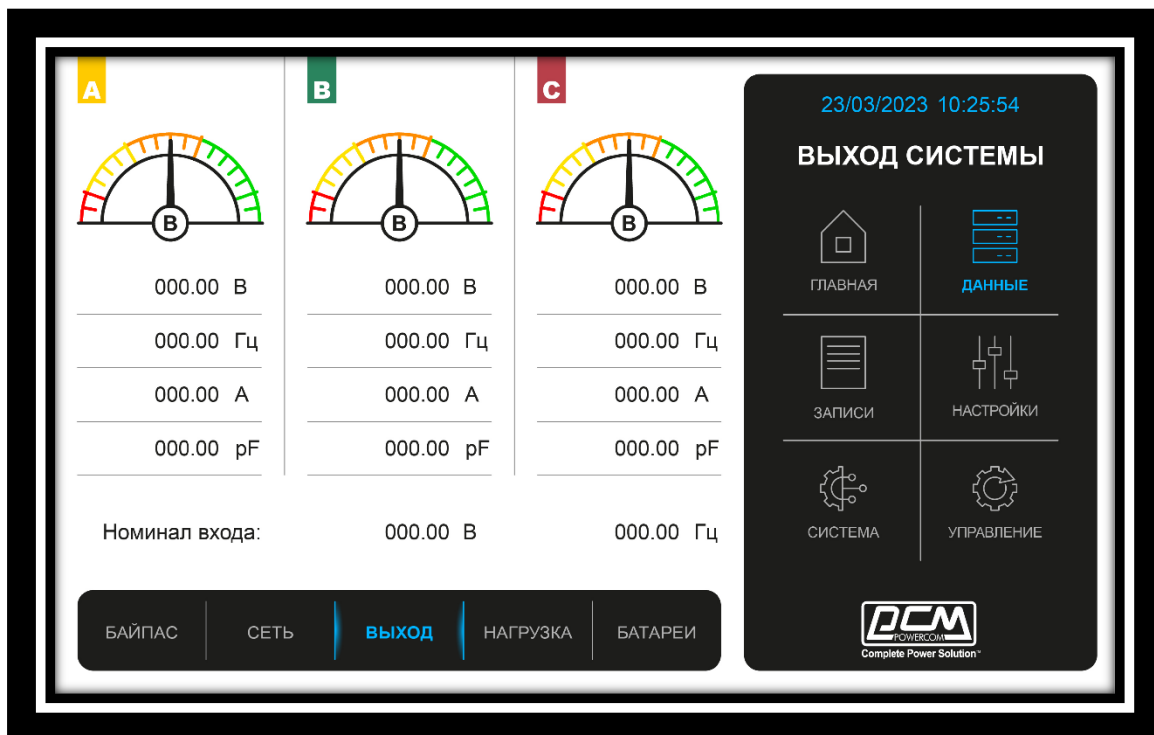 A B C
B B B
000.00 В 000.00 В 000.00 В
000.00 Гц 000.00 Гц 000.00 Гц
000.00 А 000.00 А 000.00 А
000.00 pF 000.00 pF 000.00 pF
Номинал входа: 000.00 В 000.00 Гц
БАЙПАС СЕТЬ ВЫХОД НАГРУЗКА БАТАРЕИ
23/03/2023 10:25:54
ВЫХОД СИСТЕМЫ
ГЛАВНАЯ ДАННЫЕ
ЗАПИСИ НАСТРОЙКИ
СИСТЕМА УПРАВЛЕНИЕ
PCM
POWERCOM
Complete Power Solution™